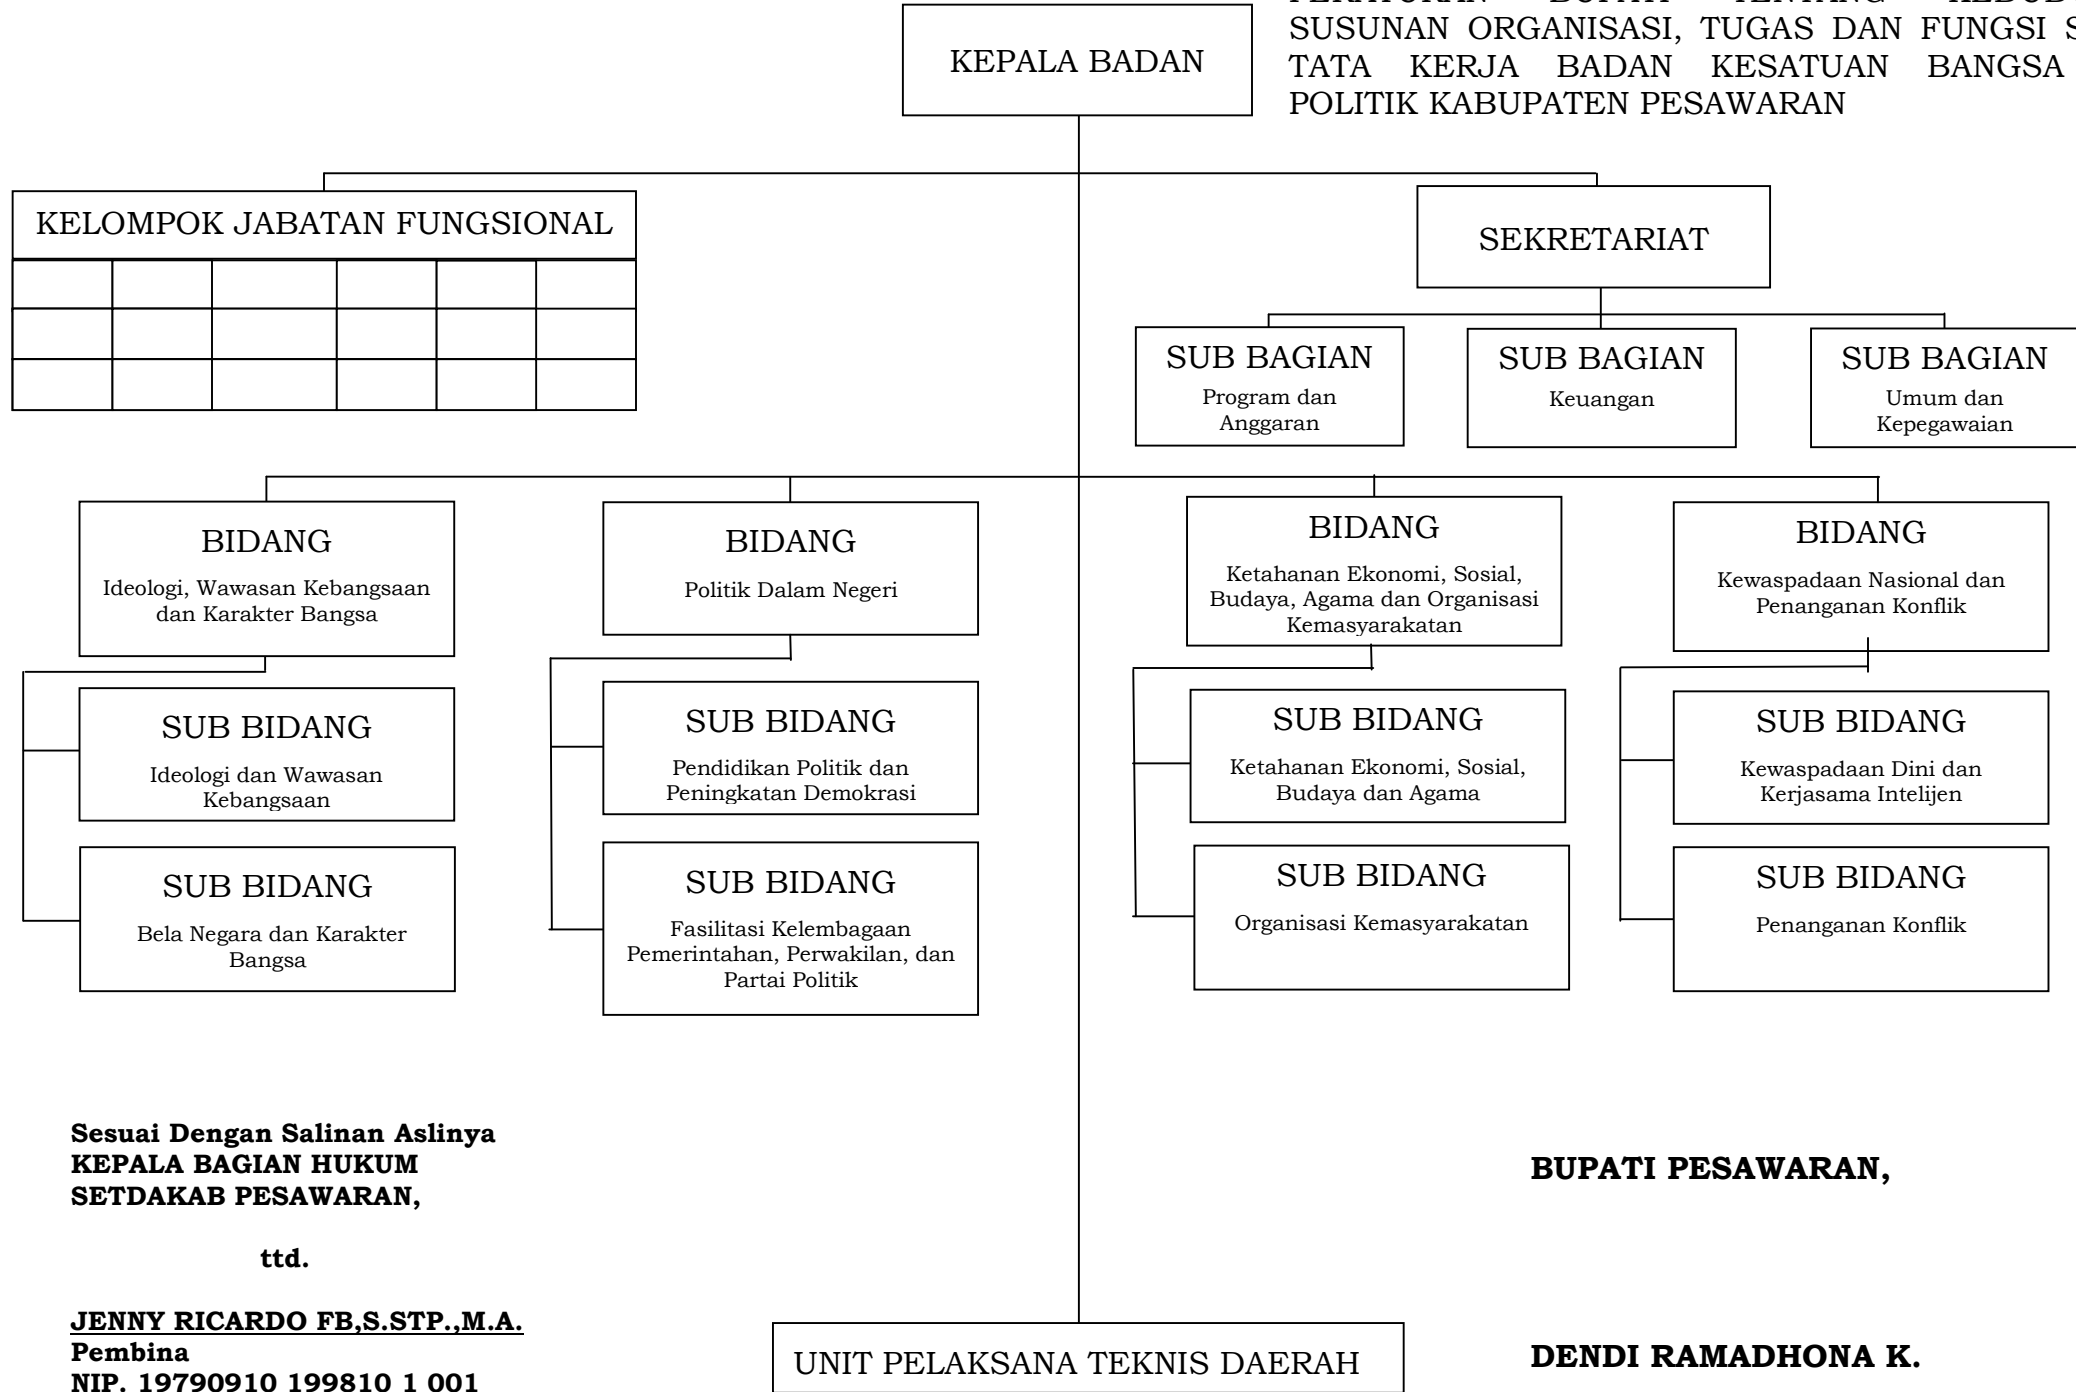 SUSUNAN ORGANISASI, TUGAS DAN FUNGSI
TATA KERJA BADAN KESATUAN BANGSA
POLITIK KABUPATEN PESAWARAN
KEPALA BADAN
KELOMPOK JABATAN FUNGSIONAL
SEKRETARIAT
SUB BAGIAN
Program dan
Anggaran
SUB BAGIAN
Keuangan
SUB BAGIAN
Umum dan
Kepegawaian
BIDANG
Ideologi, Wawasan Kebangsaan
dan Karakter Bangsa
BIDANG
Politik Dalam Negeri
BIDANG
Ketahanan Ekonomi, Sosial,
Budaya, Agama dan Organisasi
Kemasyarakatan
BIDANG
Kewaspadaan Nasional dan
Penanganan Konflik
SUB BIDANG
Ideologi dan Wawasan
Kebangsaan
SUB BIDANG
Pendidikan Politik dan
Peningkatan Demokrasi
SUB BIDANG
Ketahanan Ekonomi, Sosial,
Budaya dan Agama
SUB BIDANG
Kewaspadaan Dini dan
Kerjasama Intelijen
SUB BIDANG
Bela Negara dan Karakter
Bangsa
SUB BIDANG
Fasilitasi Kelembagaan
Pemerintahan, Perwakilan, dan
Partai Politik
SUB BIDANG
Organisasi Kemasyarakatan
SUB BIDANG
Penanganan Konflik
Sesuai Dengan Salinan Aslinya
KEPALA BAGIAN HUKUM
SETDAKAB PESAWARAN,
ttd.
JENNY RICARDO FB,S.STP.,M.A.
Pembina
NIP. 19790910 199810 1 001
UNIT PELAKSANA TEKNIS DAERAH
BUPATI PESAWARAN,
DENDI RAMADHONA K.